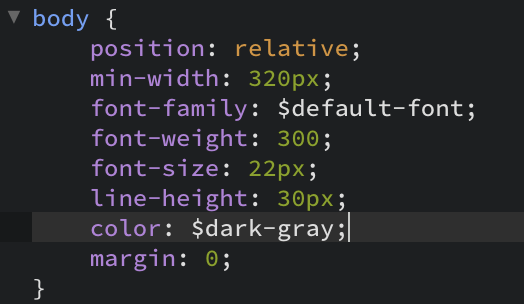 body {
position: relative;
min-width: 320px;
font-family: $default-font;
font-weight: 300;
font-size: 22px;
line-height: 30px;
color: $dark-gray;
margin: 0;
}